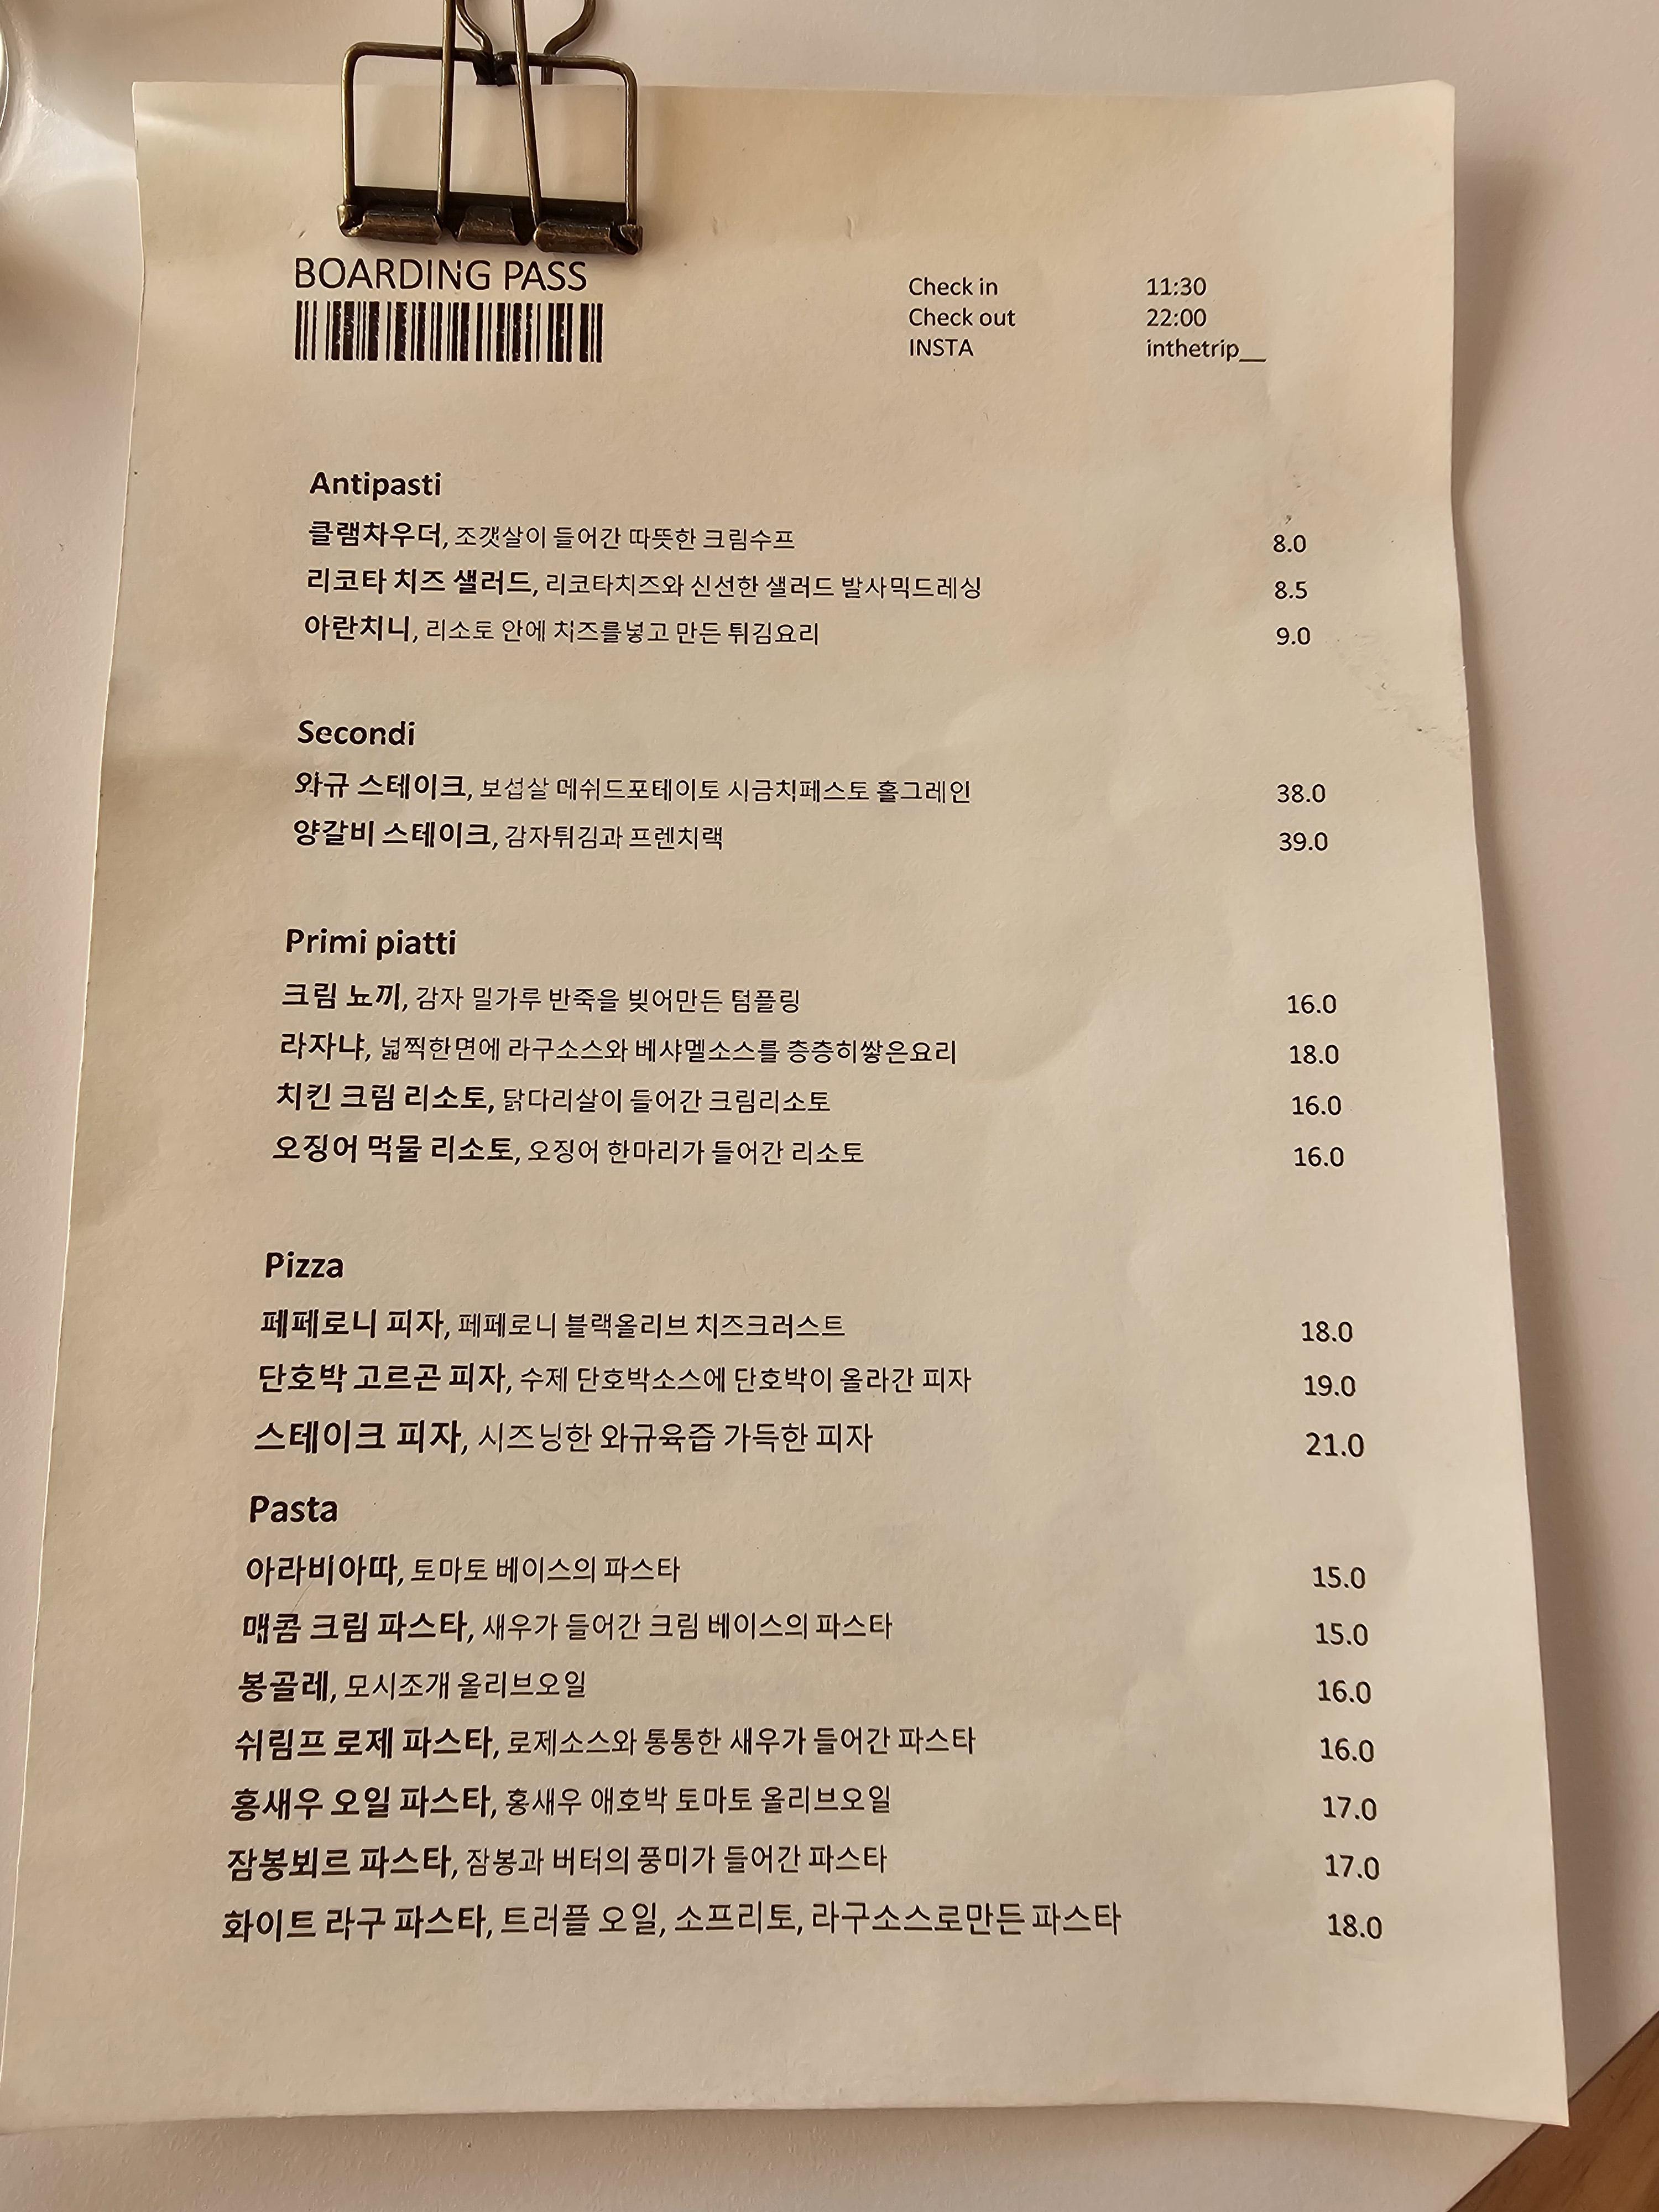 BOARDING PASS
Check in 11:30
Check out 22:00
INSTA inthetrip__
Antipasti
클램차우더, 조갯살이 들어간 따뜻한 크림수프 8.0
리코타 치즈 샐러드, 리코타치즈와 신선한 샐러드 발사믹드레싱 8.5
아란치니, 리소토 안에 치즈를넣고 만든 튀김요리 9.0
Secondi
와규 스테이크, 보섭살 메쉬드포테이토 시금치페스토 홀그레인 38.0
양갈비 스테이크, 감자튀김과 프렌치랙 39.0
Primi piatti
크림 뇨끼, 감자 밀가루 반죽을 빚어만든 텀플링 16.0
라자냐, 넓찍한면에 라구소스와 베샤멜소스를 층층히쌓은요리 18.0
치킨 크림 리소토, 닭다리살이 들어간 크림리소토 16.0
오징어 먹물 리소토, 오징어 한마리가 들어간 리소토 16.0
Pizza
페페로니 피자, 페페로니 블랙올리브 치즈크러스트 18.0
단호박 고르곤 피자, 수제 단호박소스에 단호박이 올라간 피자 19.0
스테이크 피자, 시즈닝한 와규육즙 가득한 피자 21.0
Pasta
아라비아따, 토마토 베이스의 파스타 15.0
매콤 크림 파스타, 새우가 들어간 크림 베이스의 파스타 15.0
봉골레, 모시조개 올리브오일 16.0
쉬림프 로제 파스타, 로제소스와 통통한 새우가 들어간 파스타 16.0
홍새우 오일 파스타, 홍새우 애호박 토마토 올리브오일 17.0
잠봉뵈르 파스타, 잠봉과 버터의 풍미가 들어간 파스타 17.0
화이트 라구 파스타, 트러플 오일, 소프리토, 라구소스로만든 파스타 18.0